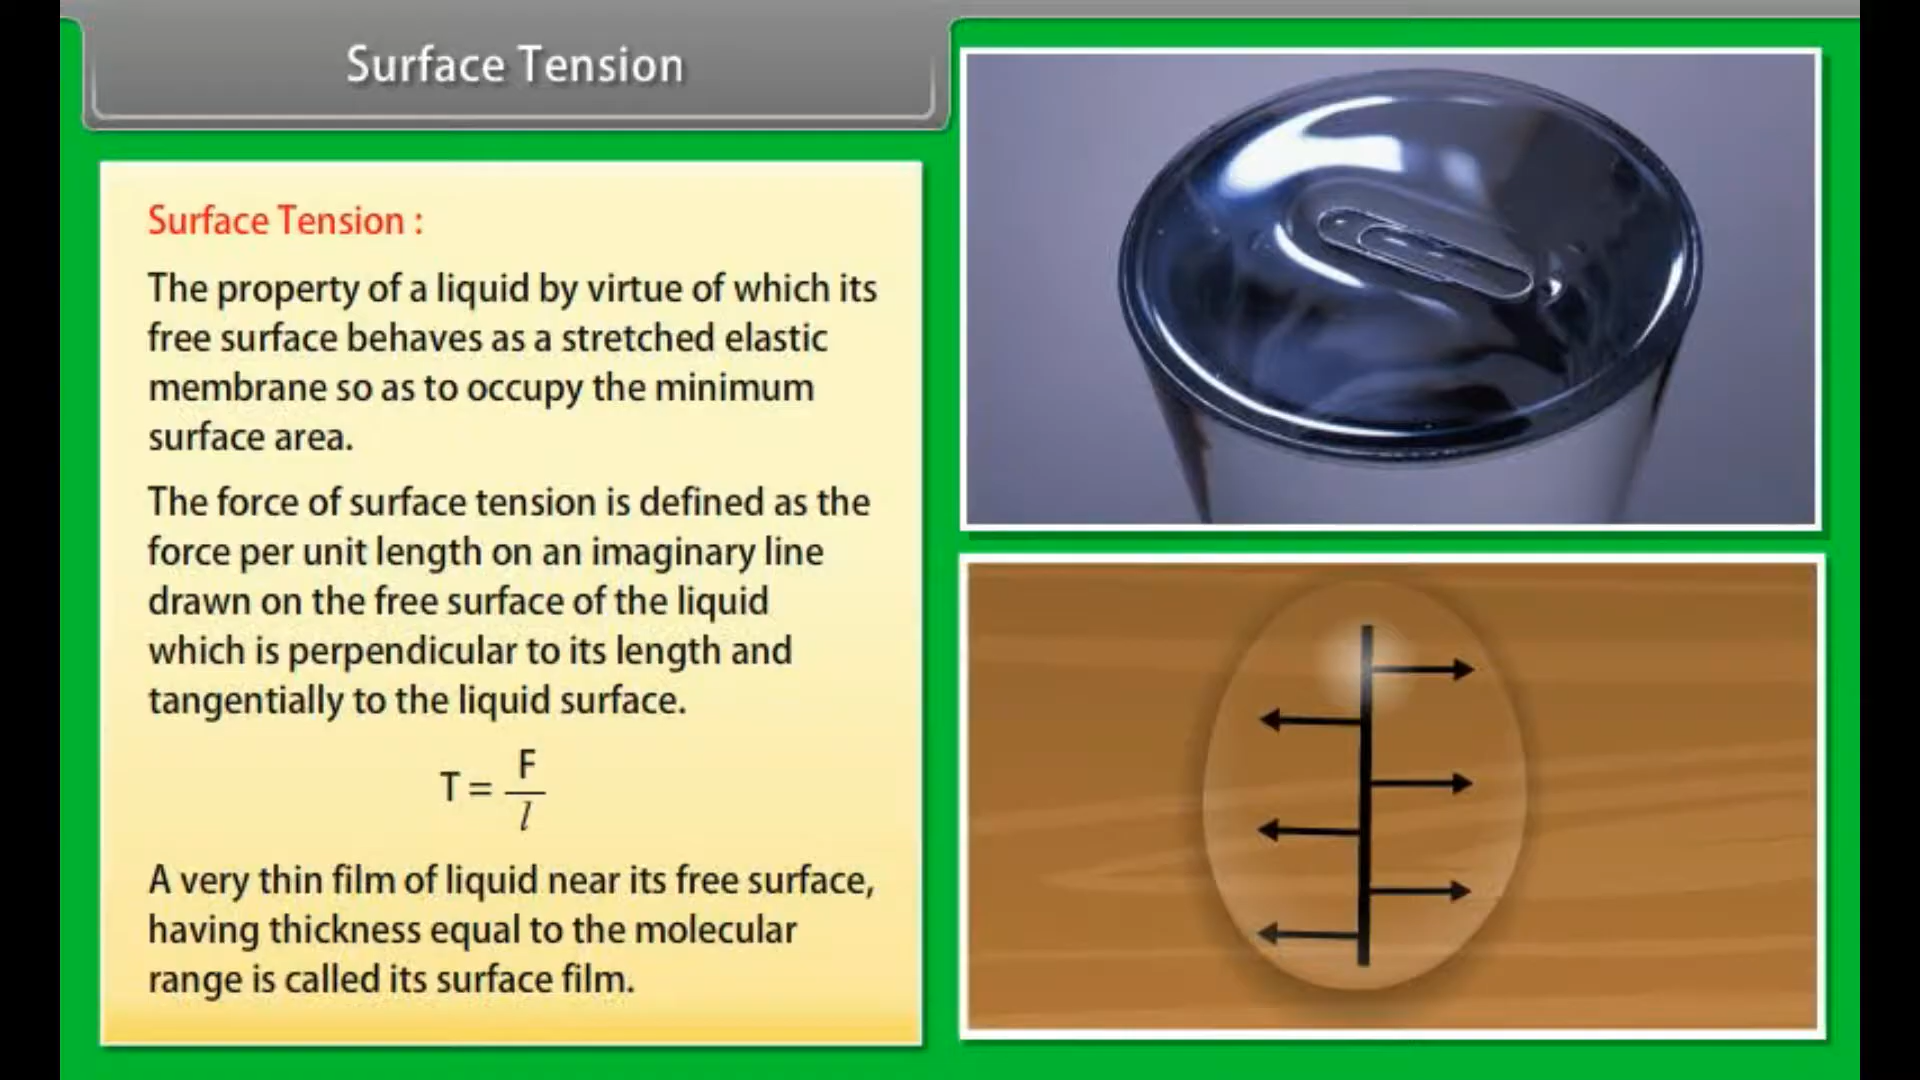 Surface Tension
Surface Tension :
The property of a liquid by virtue of which its
free surface behaves as a stretched elastic
membrane so as to occupy the minimum
surface area.
The force of surface tension is defined as the
force per unit length on an imaginary line
drawn on the free surface of the liquid
which is perpendicular to its length and
tangentially to the liquid surface.
T = F/l
A very thin film of liquid near its free surface,
having thickness equal to the molecular
range is called its surface film.